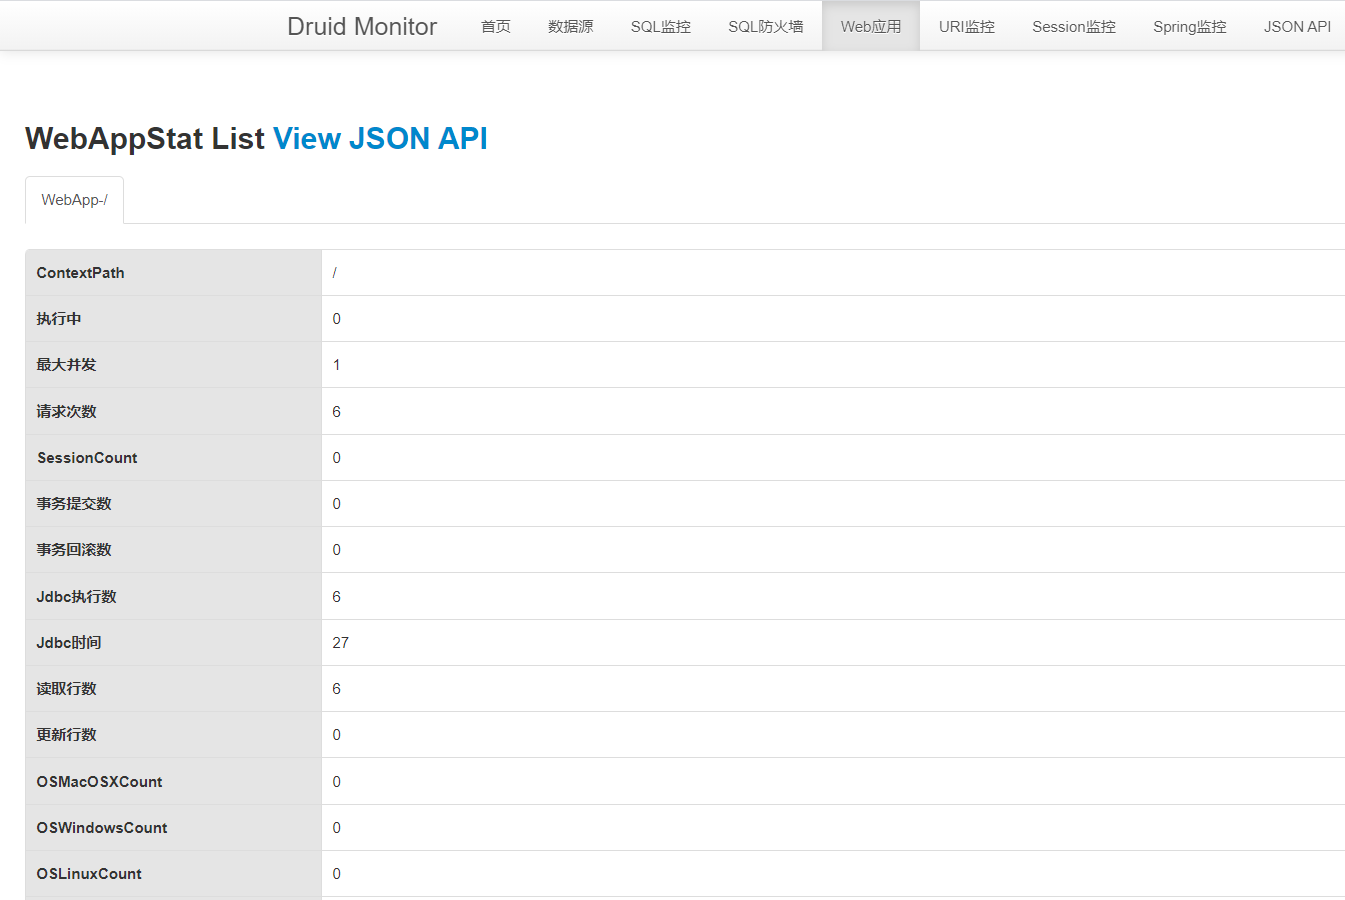 Druid Monitor 首页 数据源 SQL监控 SQL防火墙 Web应用 URI监控 Session监控 Spring监控 JSON API
WebAppStat List View JSON API
WebApp-/
ContextPath /
执行中 0
最大并发 1
请求次数 6
SessionCount 0
事务提交数 0
事务回滚数 0
Jdbc执行数 6
Jdbc时间 27
读取行数 6
更新行数 0
OSMacOSXCount 0
OSWindowsCount 0
OSLinuxCount 0